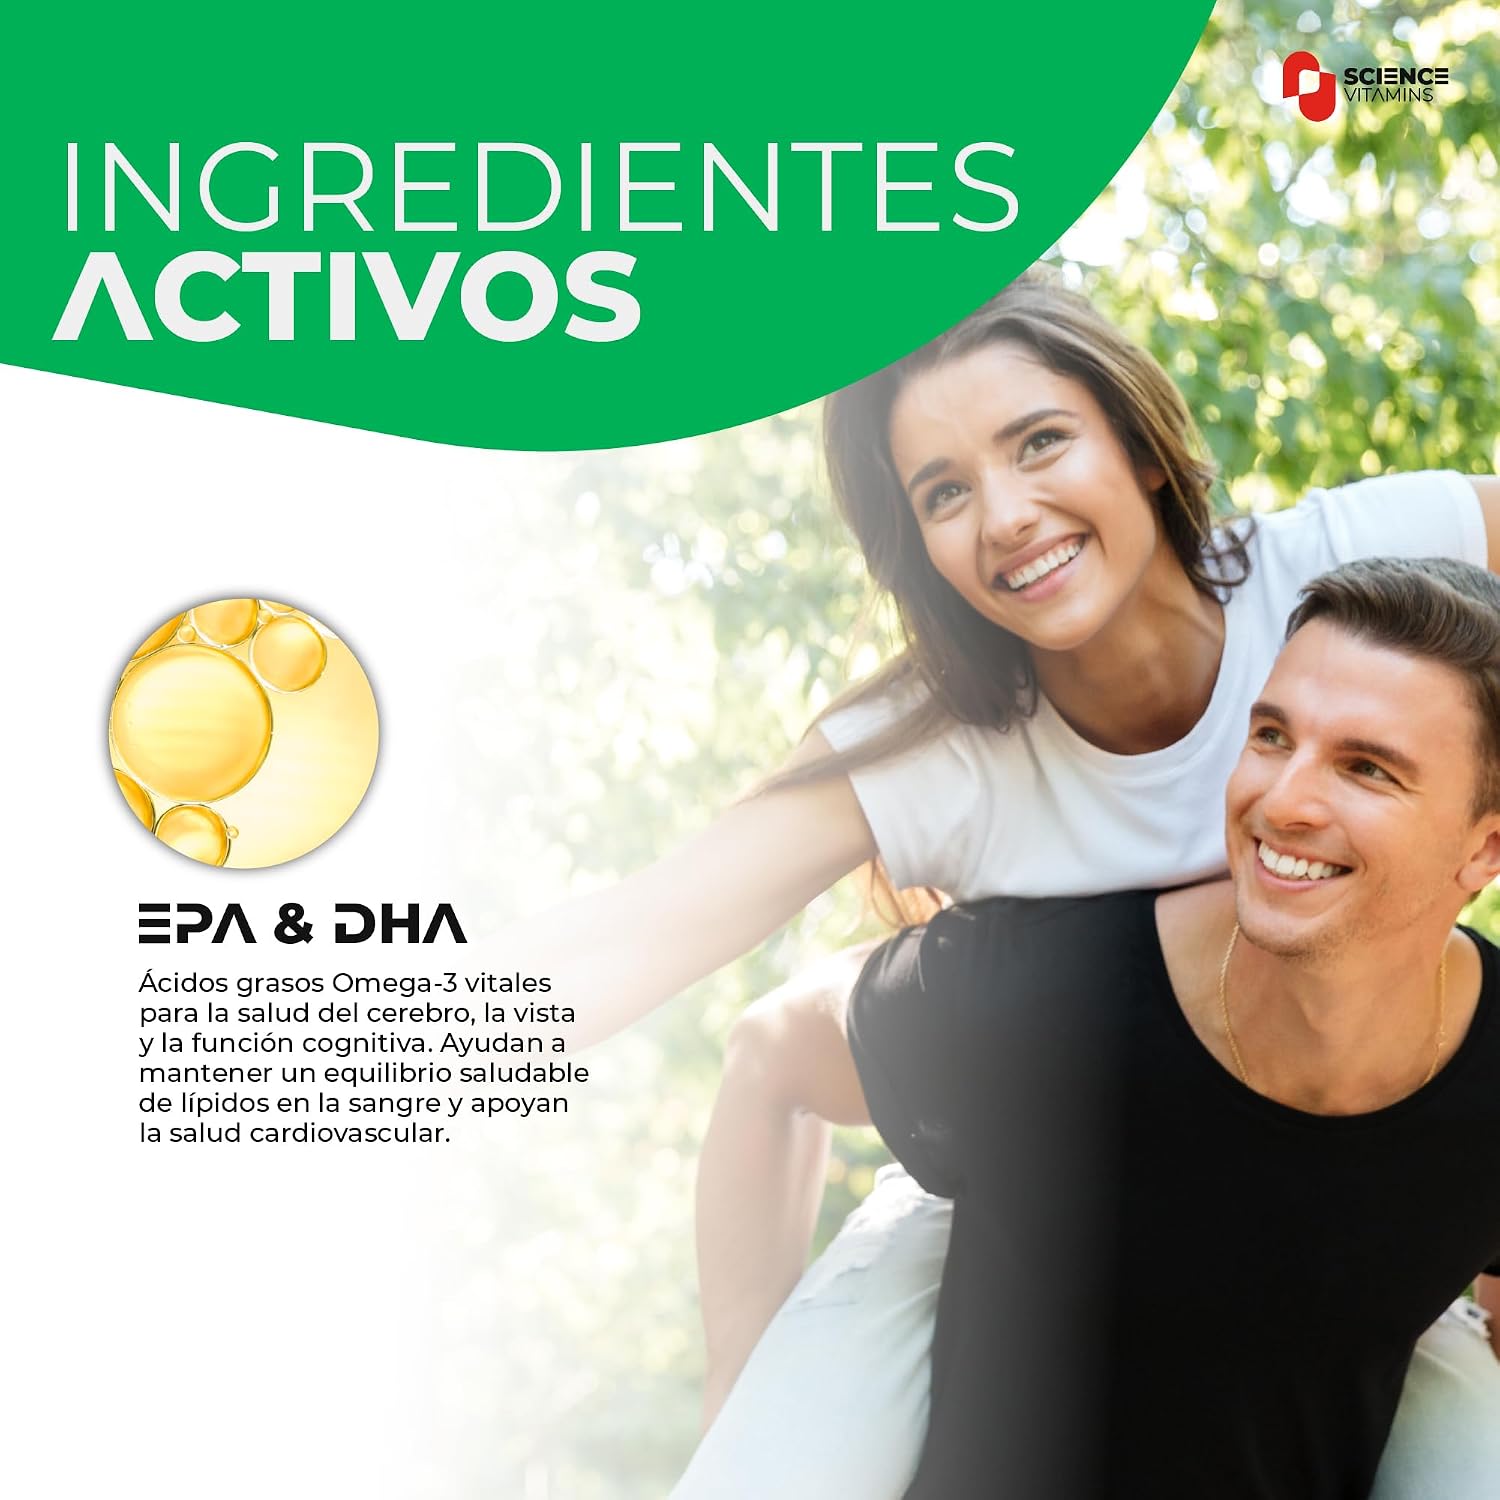 SCIENCE
VITAMINS
INGREDIENTES
ACTIVOS
EPA & DHA
Ácidos grasos Omega-3 vitales
para la salud del cerebro, la vista
y la función cognitiva. Ayudan a
mantener un equilibrio saludable
de lípidos en la sangre y apoyan
la salud cardiovascular.